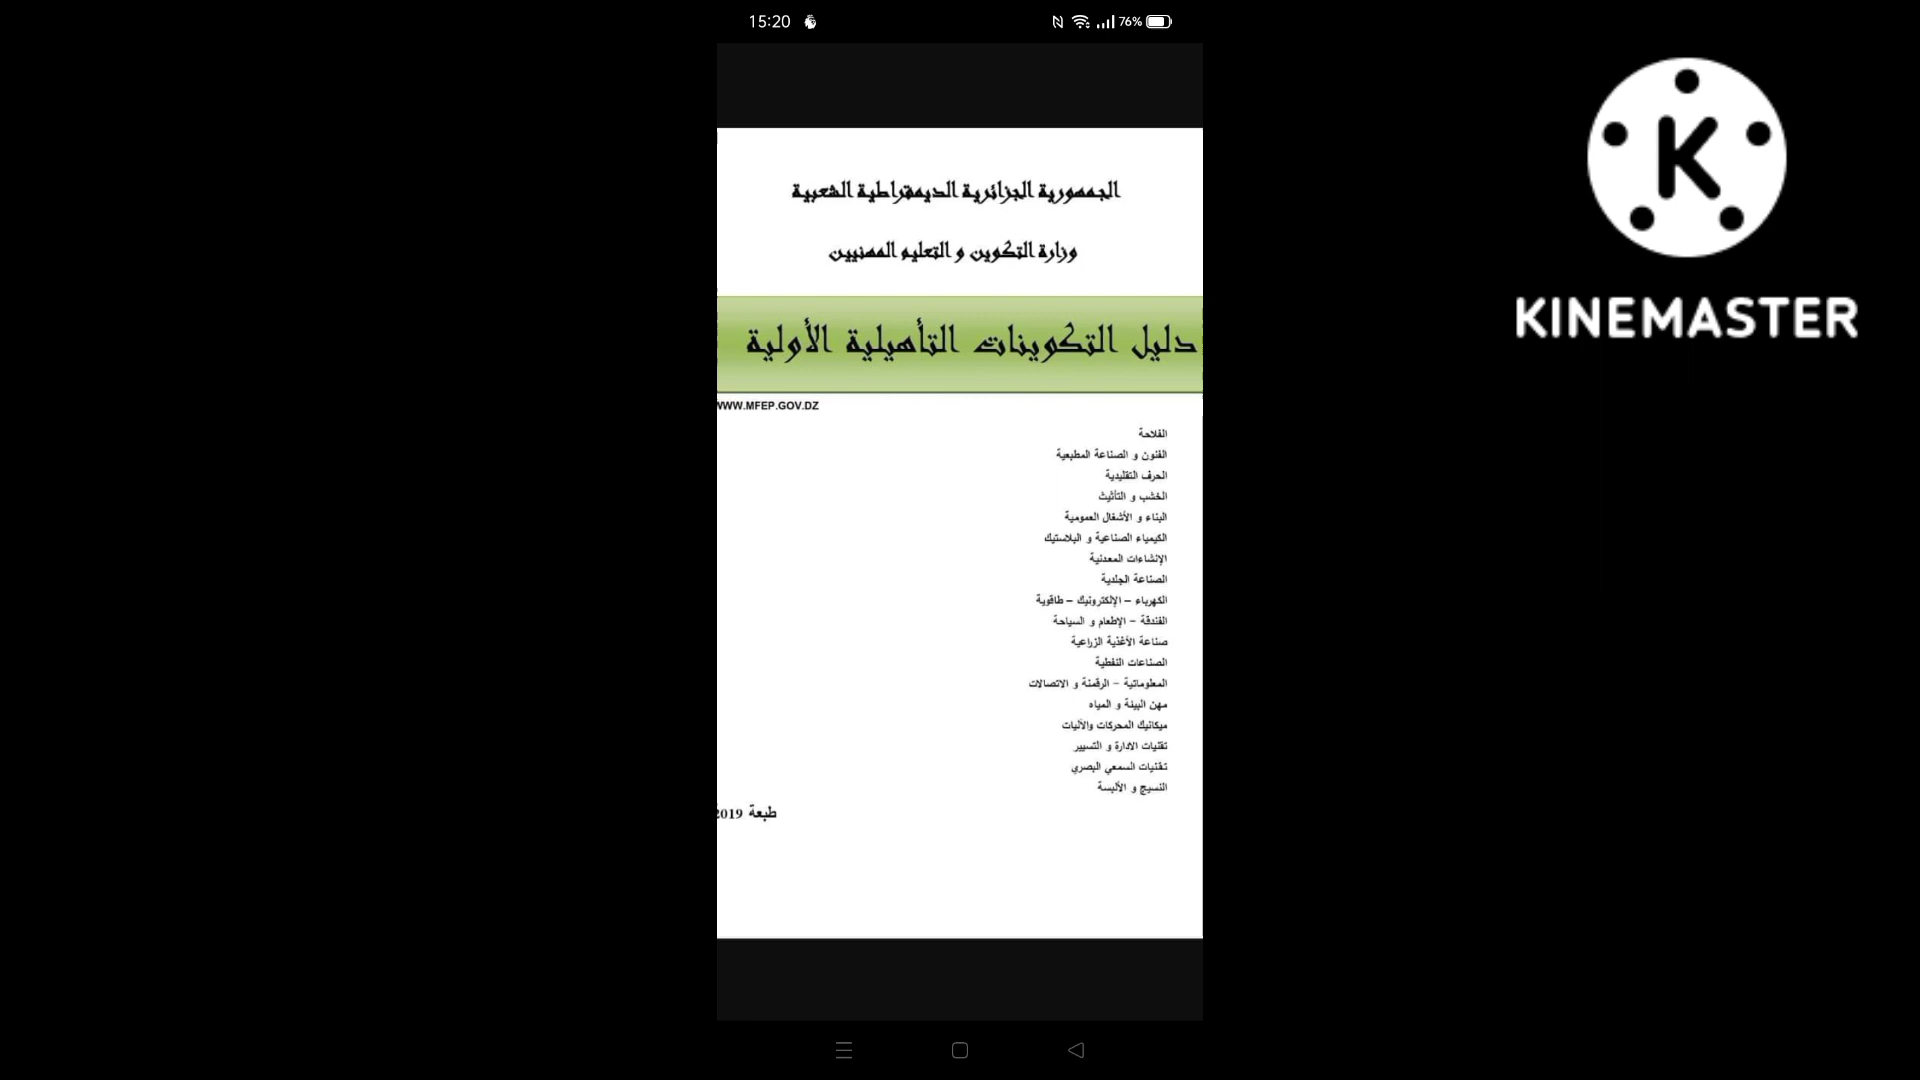 15:20
76%
K
KINEMASTER
الجمهورية الجزائرية الديمقراطية الشعبية
وزارة التكوين و التعليم المهنيين
دليل التكوينات التأهيلية الأولية
WWW.MFEP.GOV.DZ
الفلاحة
الفنون و الصناعة المطبعية
الحرف التقليدية
الخشب و التأثيث
البناء و الأشغال العمومية
الكيمياء الصناعية و البلاستيك
الإنشاءات المعدنية
الصناعة الجلدية
الكهرباء – الإلكترونيك – طاقوية
الفندقة – الإطعام و السياحة
صناعة الأغذية الزراعية
الصناعات النفطية
المعلوماتية – الرقمنة و الاتصالات
مهن البيئة و المياه
ميكانيك المحركات والآليات
تقنيات الادارة و التسيير
تقنيات السمعي البصري
النسيج و الألبسة
طبعة 2019